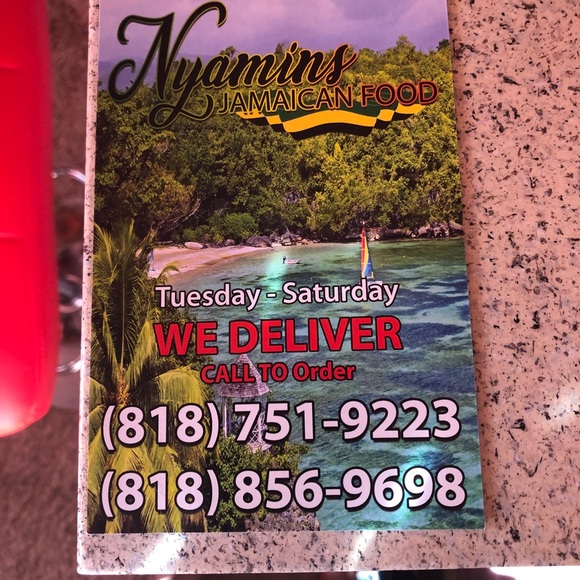 Nyamins
JAMAICAN FOOD
Tuesday - Saturday
WE DELIVER
CALL TO Order
(818) 751-9223
(818) 856-9698